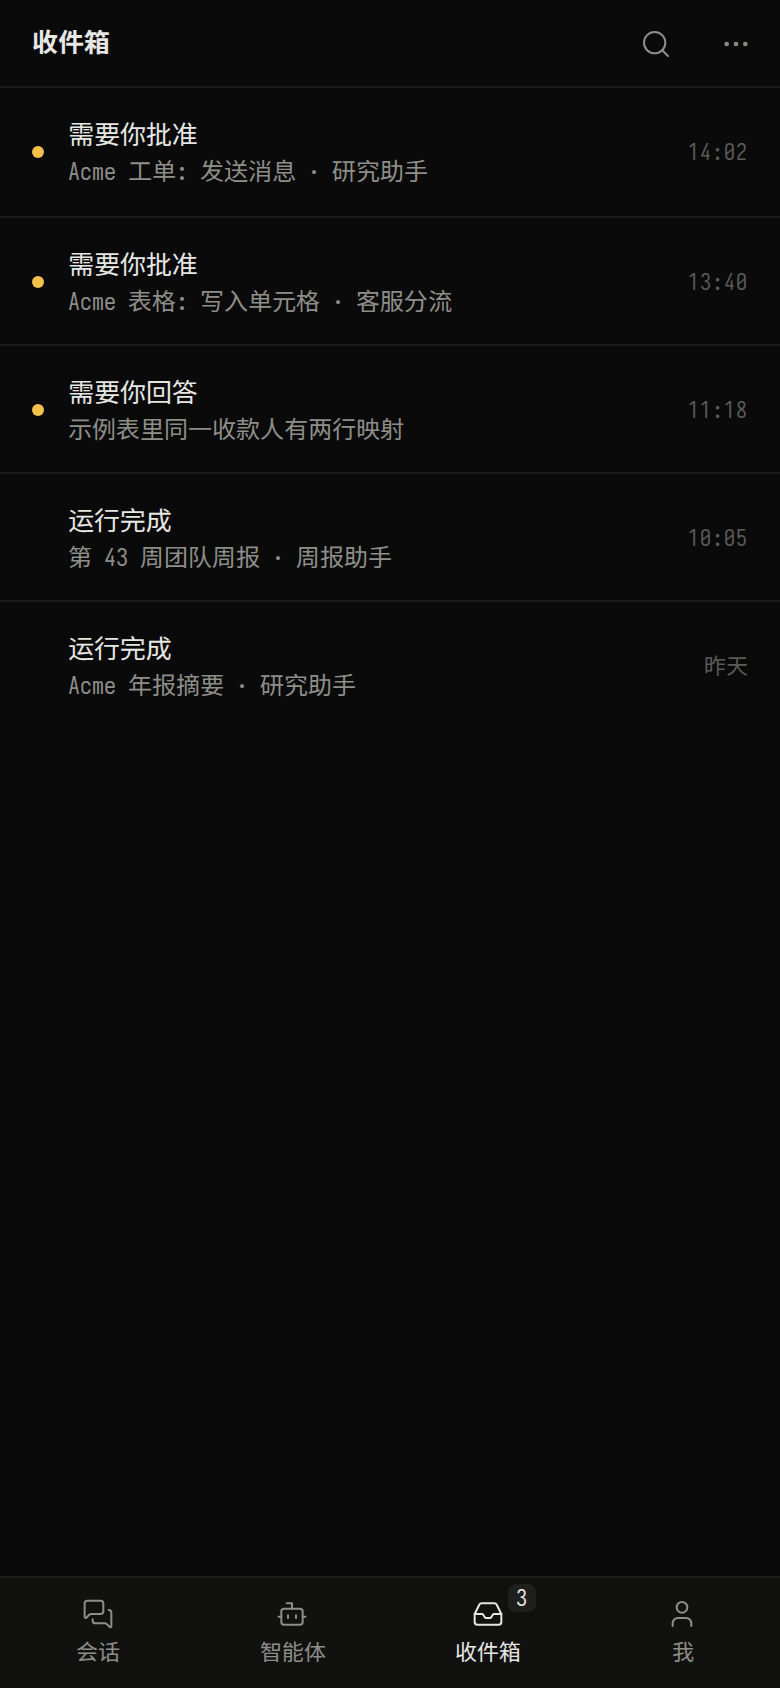 收件箱
需要你批准
Acme 工单: 发送消息 · 研究助手
14:02
需要你批准
Acme 表格: 写入单元格 · 客服分流
13:40
需要你回答
示例表里同一收款人有两行映射
11:18
运行完成
第 43 周团队周报 · 周报助手
10:05
运行完成
Acme 年报摘要 · 研究助手
昨天
3
会话
智能体
收件箱
我